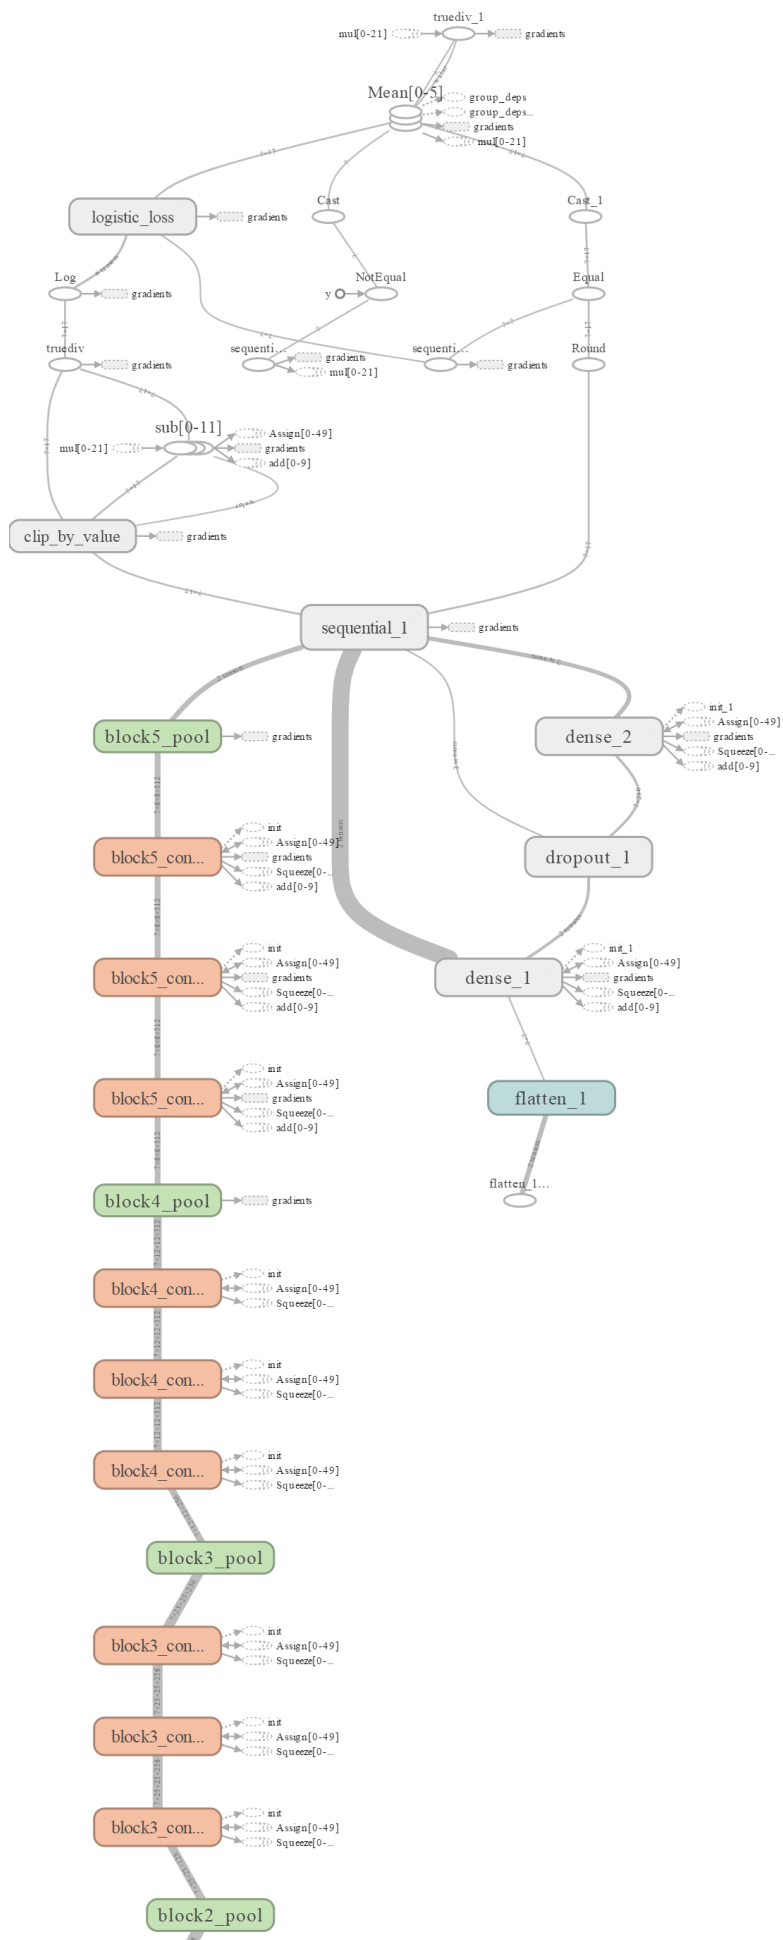 truediv_1
mul[0-21]
gradients
Mean[0-5]
group_deps
group_deps...
gradients
mul[0-21]
logistic_loss
gradients
Cast
Cast_1
Log
gradients
y
NotEqual
Equal
truediv
gradients
sequenti...
gradients
mul[0-21]
sequenti...
gradients
Round
sub[0-11]
mul[0-21]
Assign[0-49]
gradients
add[0-9]
clip_by_value
gradients
sequential_1
gradients
block5_pool
gradients
dense_2
init_1
Assign[0-49]
gradients
Squeeze[0-...
add[0-9]
block5_con...
init
Assign[0-49]
gradients
Squeeze[0-...
add[0-9]
dropout_1
block5_con...
init
Assign[0-49]
gradients
Squeeze[0-...
add[0-9]
dense_1
init_1
Assign[0-49]
gradients
Squeeze[0-...
add[0-9]
block5_con...
init
Assign[0-49]
gradients
Squeeze[0-...
add[0-9]
flatten_1
flatten_1...
block4_pool
gradients
block4_con...
init
Assign[0-49]
Squeeze[0-...
block4_con...
init
Assign[0-49]
Squeeze[0-...
block4_con...
init
Assign[0-49]
Squeeze[0-...
block3_pool
block3_con...
init
Assign[0-49]
Squeeze[0-...
block3_con...
init
Assign[0-49]
Squeeze[0-...
block3_con...
init
Assign[0-49]
Squeeze[0-...
block2_pool